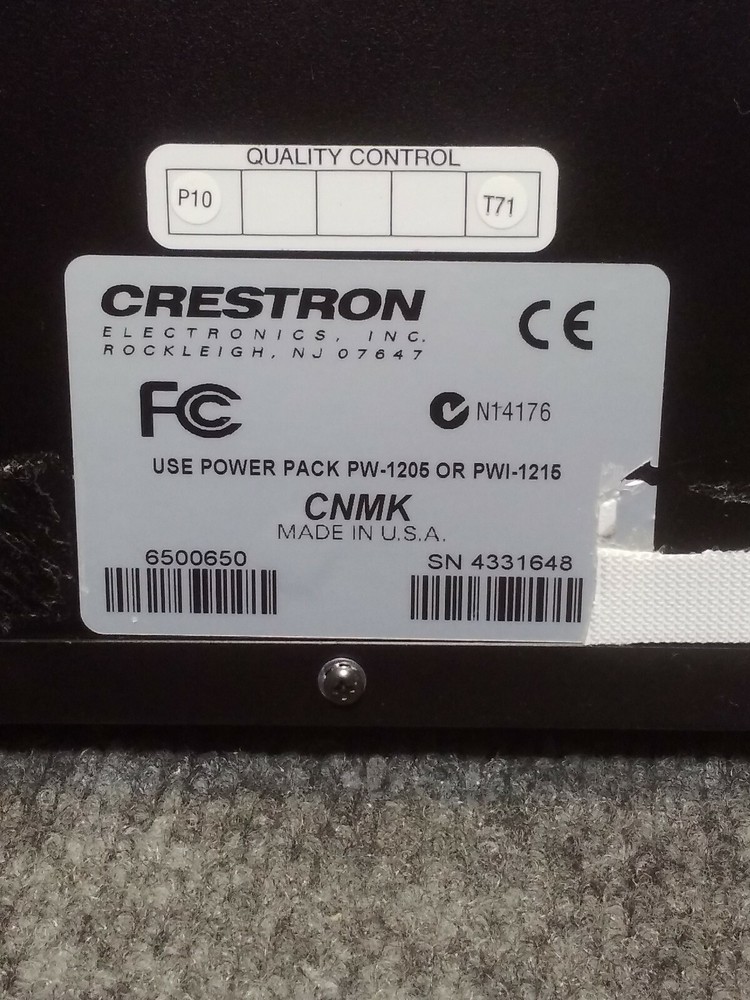 QUALITY CONTROL
P10 T71
CRESTRON
ELECTRONICS, INC.
ROCKLEIGH, NJ 07647
CE
FC
N14176
USE POWER PACK PW-1205 OR PWI-1215
CNMK
MADE IN U.S.A.
6500650 SN 4331648